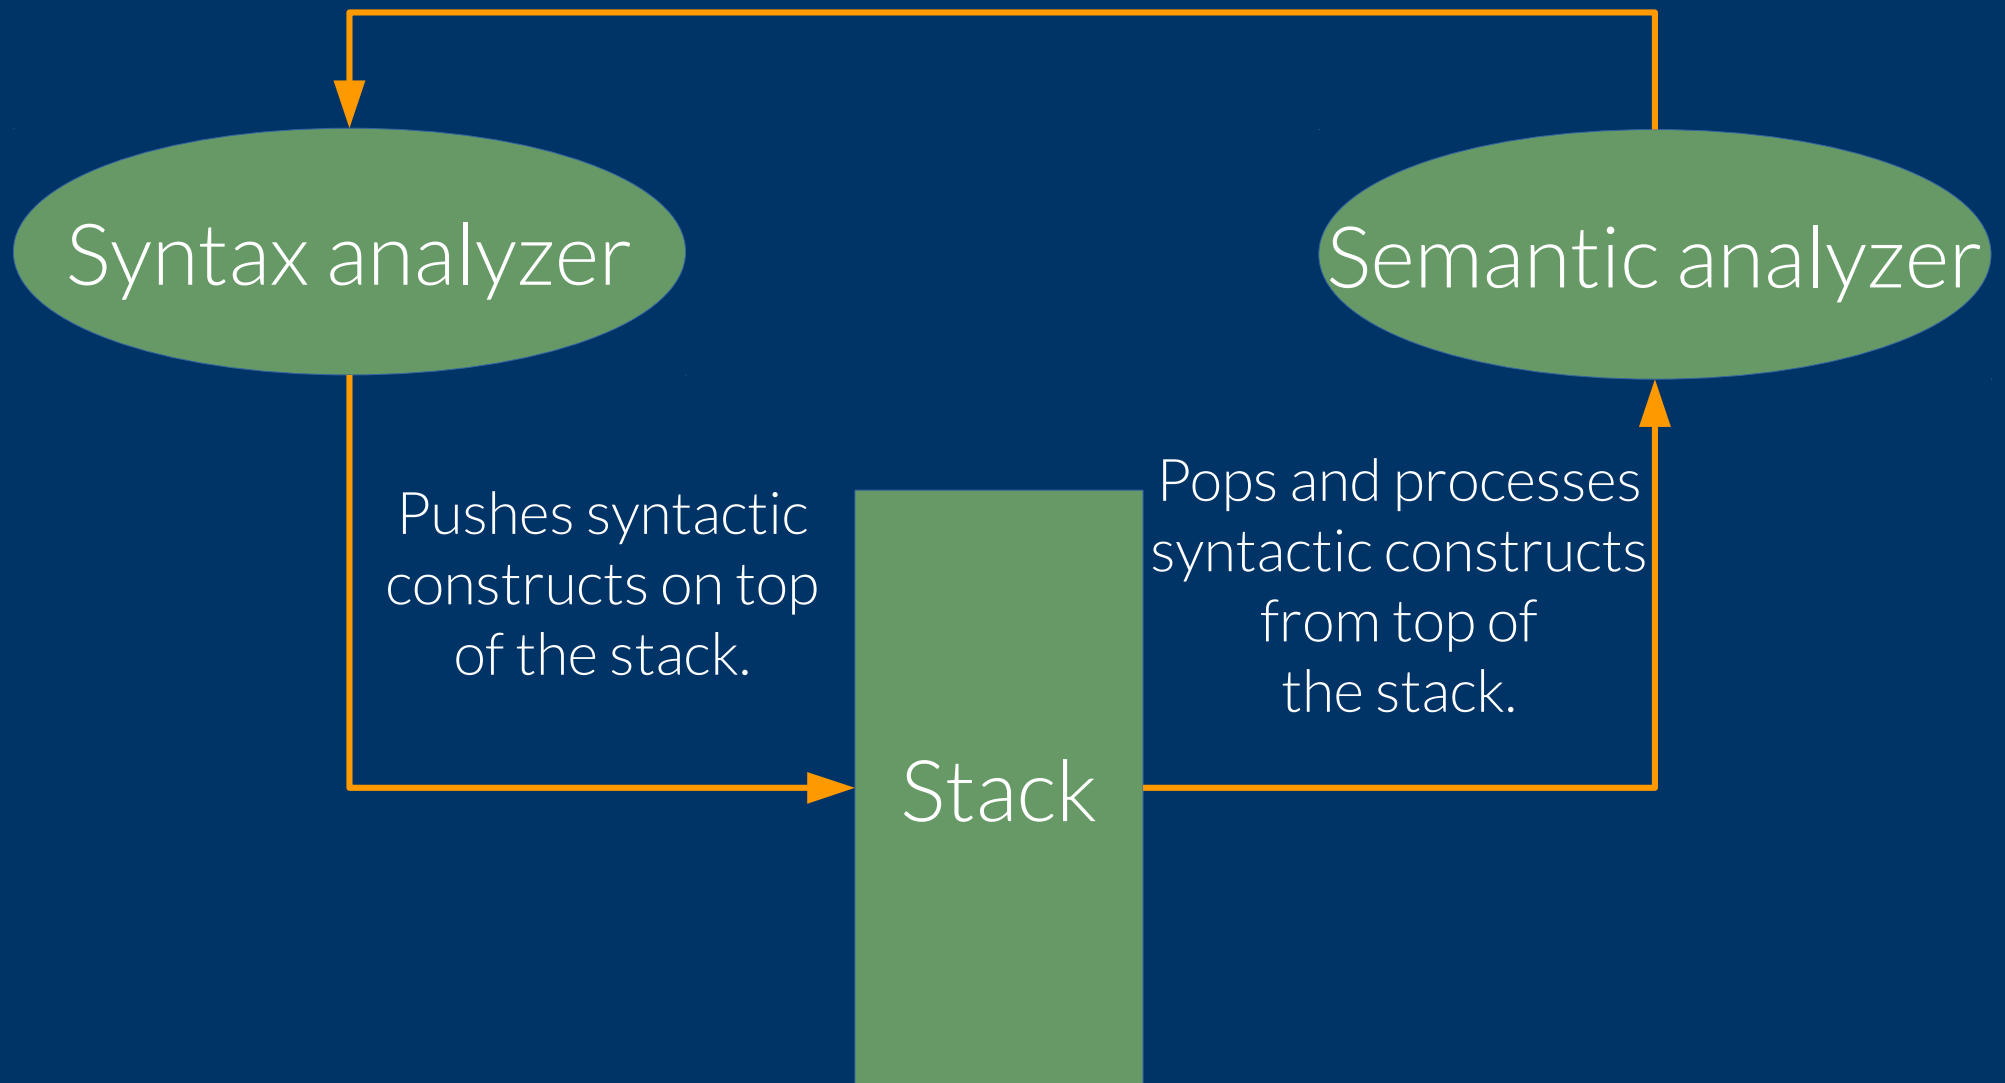 Syntax analyzer
Semantic analyzer
Pushes syntactic
constructs on top
of the stack.
Pops and processes
syntactic constructs
from top of
the stack.
Stack